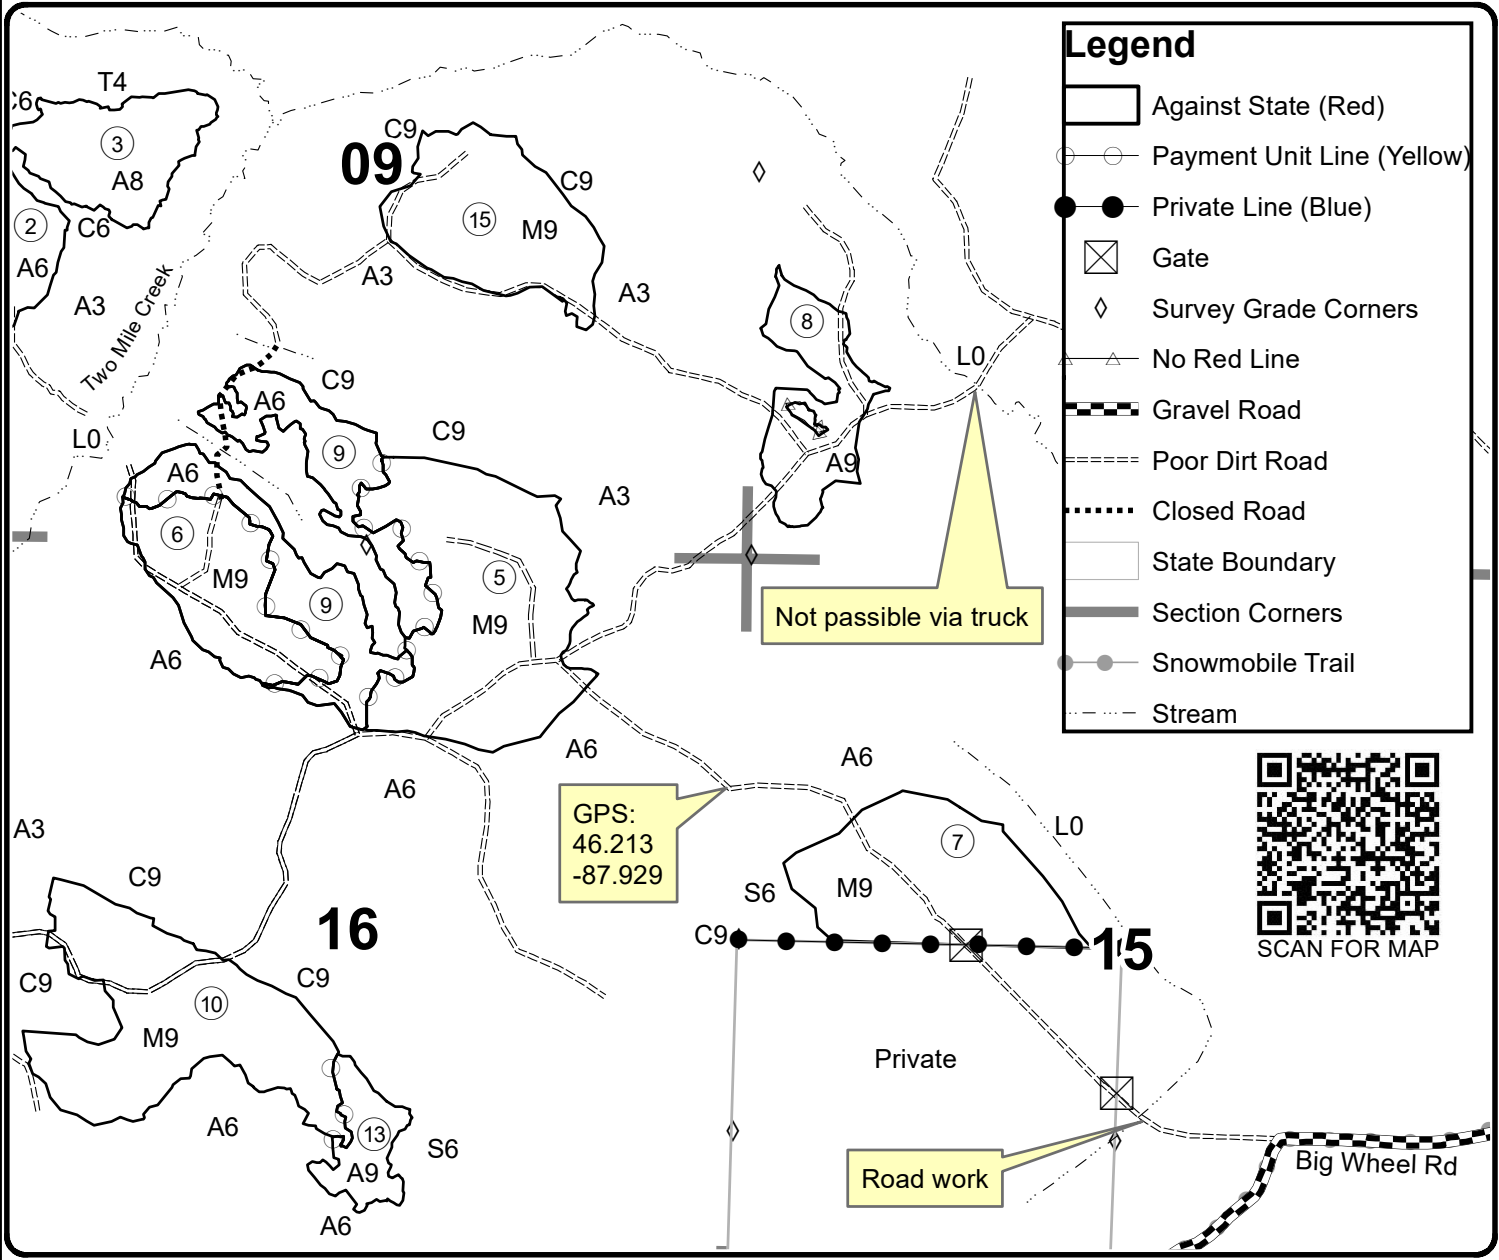 Legend
Against State (Red)
Payment Unit Line (Yellow)
Private Line (Blue)
Gate
Survey Grade Corners
No Red Line
Gravel Road
Poor Dirt Road
Closed Road
State Boundary
Section Corners
Snowmobile Trail
Stream
T4
C6
3
A8
2
C6
A6
A3
Two Mile Creek
L0
C9
09
C9
15
M9
A3
A3
8
L0
C9
A6
C9
9
A6
A9
A3
6
M9
5
9
M9
A6
Not passible via truck
A6
A6
A6
GPS:
46.213
-87.929
A3
7
L0
C9
M9
S6
C9
15
16
C9
C9
10
M9
SCAN FOR MAP
Private
A6
13
S6
A9
A6
Road work
Big Wheel Rd